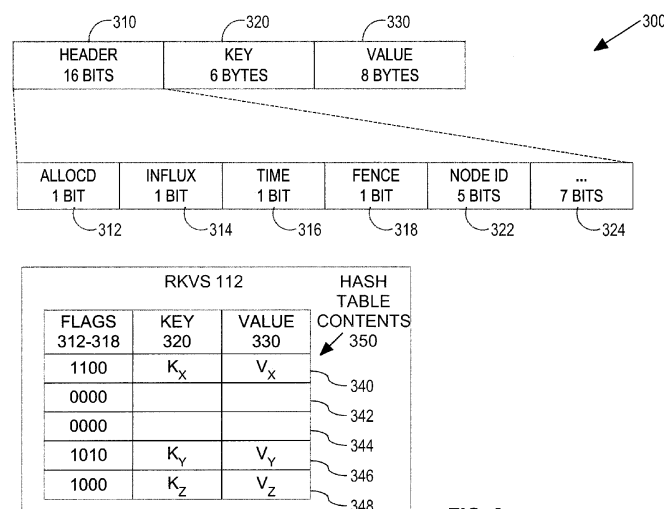 310 320 330 300
HEADER KEY VALUE
16 BITS 6 BYTES 8 BYTES
ALLOCD INFLUX TIME FENCE NODE ID ...
1 BIT 1 BIT 1 BIT 1 BIT 5 BITS 7 BITS
312 314 316 318 322 324
RKVS 112 HASH
TABLE
FLAGS KEY VALUE CONTENTS
312-318 320 330 350
1100 KX VX 340
0000 342
0000 344
1010 KY VY 346
1000 KZ VZ 348